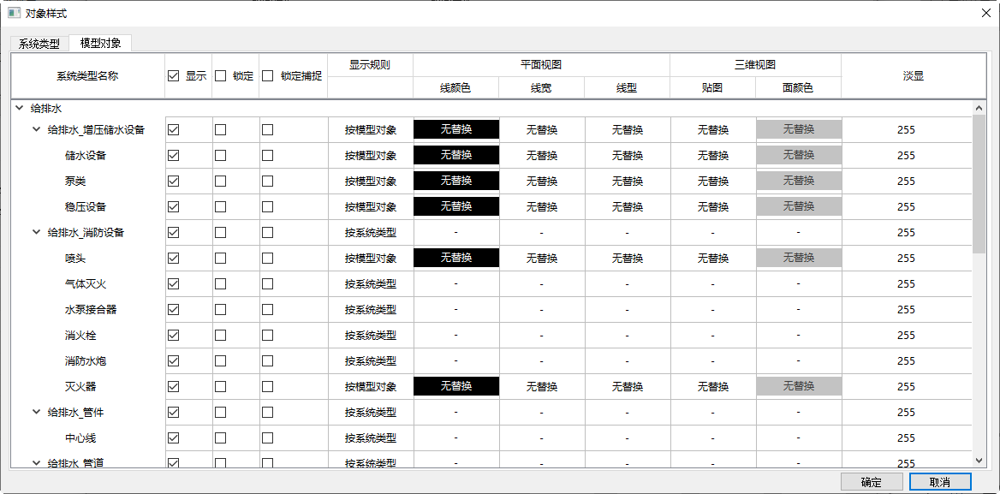 对象样式
系统类型 模型对象
系统类型名称 显示 锁定 锁定捕捉 显示规则 平面视图 三维视图 淡显
线颜色 线宽 线型 贴图 面颜色
给排水
给排水_增压储水设备 按模型对象 无替换 无替换 无替换 无替换 无替换 255
储水设备 按模型对象 无替换 无替换 无替换 无替换 无替换 255
泵类 按模型对象 无替换 无替换 无替换 无替换 无替换 255
稳压设备 按模型对象 无替换 无替换 无替换 无替换 无替换 255
给排水_消防设备 按系统类型 - - - - - 255
喷头 按模型对象 无替换 无替换 无替换 无替换 无替换 255
气体灭火 按系统类型 - - - - - 255
水泵接合器 按系统类型 - - - - - 255
消火栓 按系统类型 - - - - - 255
消防水炮 按系统类型 - - - - - 255
灭火器 按模型对象 无替换 无替换 无替换 无替换 无替换 255
给排水_管件 按系统类型 - - - - - 255
中心线 按系统类型 - - - - - 255
给排水_管道 按系统类型 - - - - - 255
确定 取消